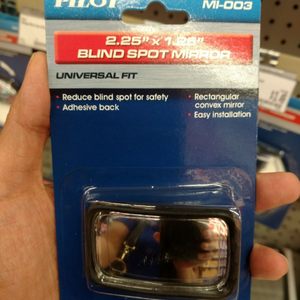 PILOT MI-003
2.25" x 1.25"
BLIND SPOT MIRROR
UNIVERSAL FIT
• Reduce blind spot for safety
• Adhesive back
• Rectangular
convex mirror
• Easy installation